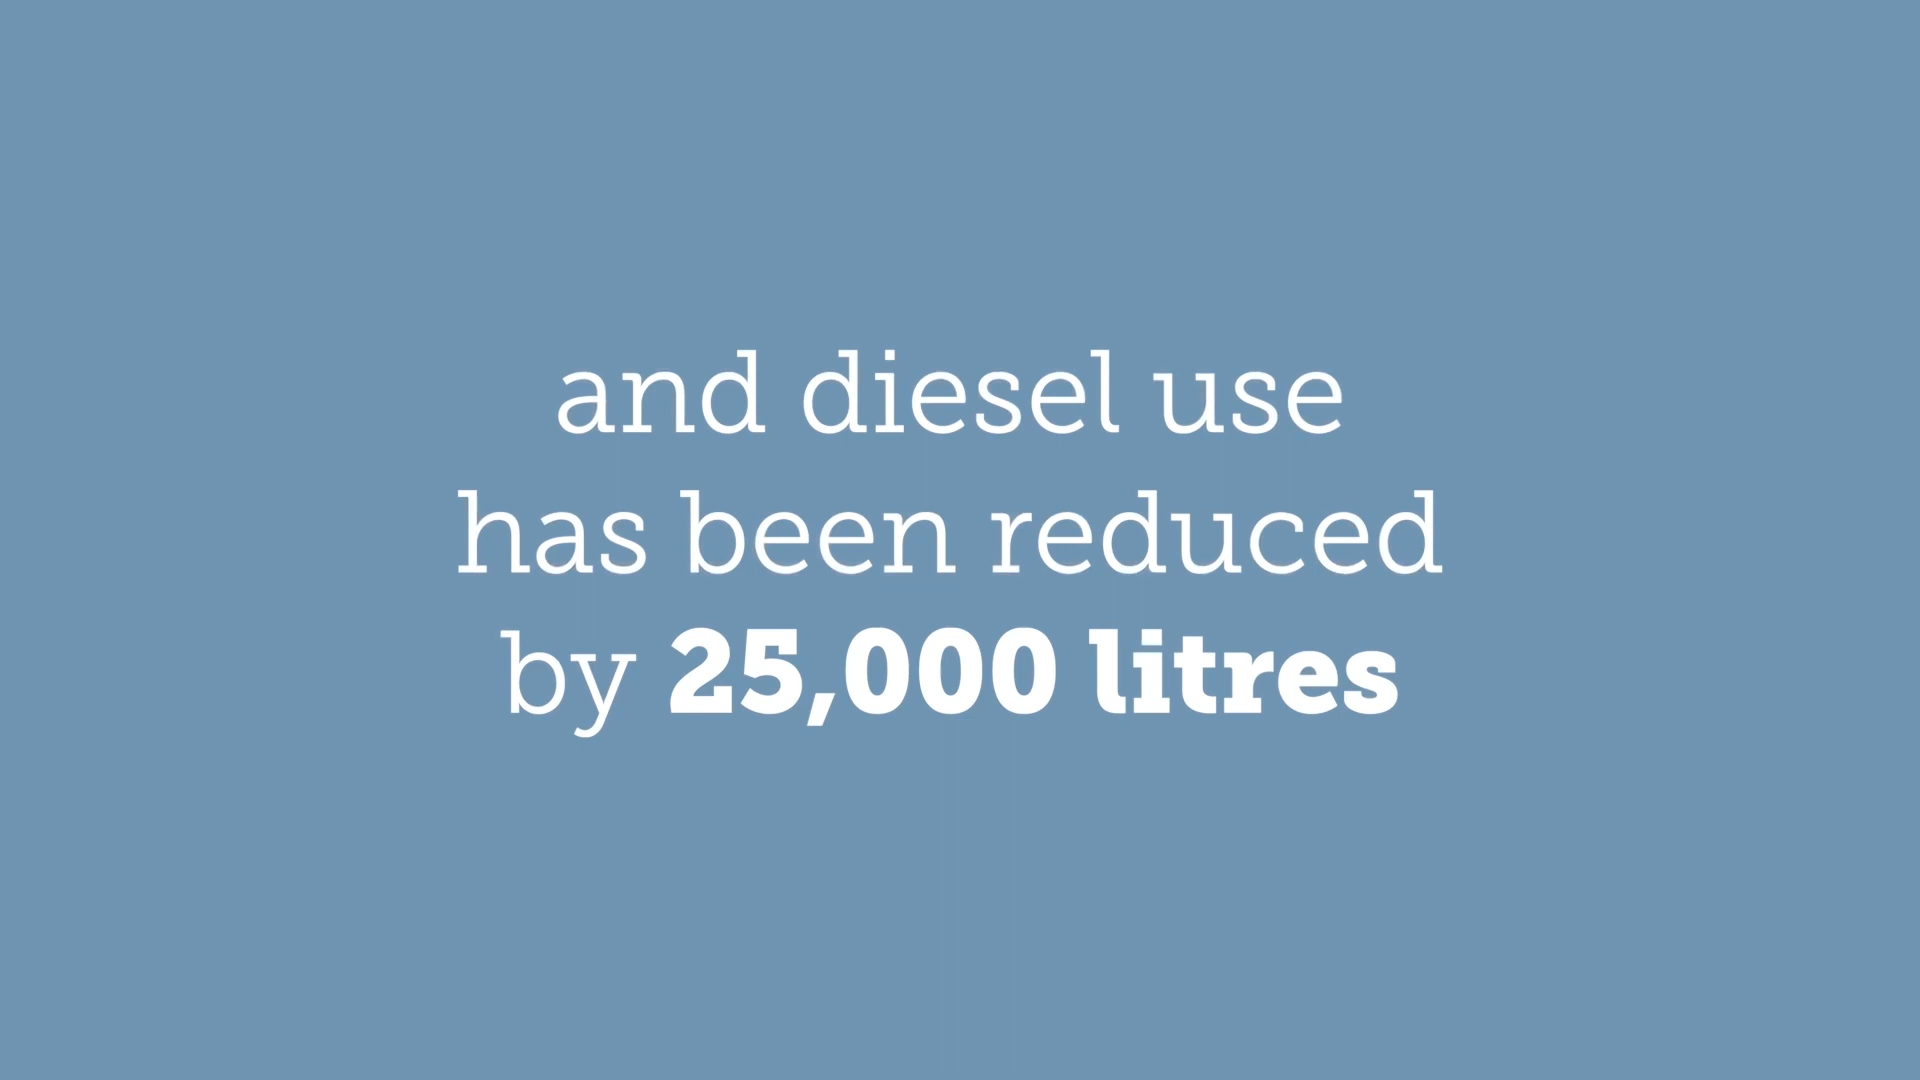 and diesel use
has been reduced
by 25,000 litres